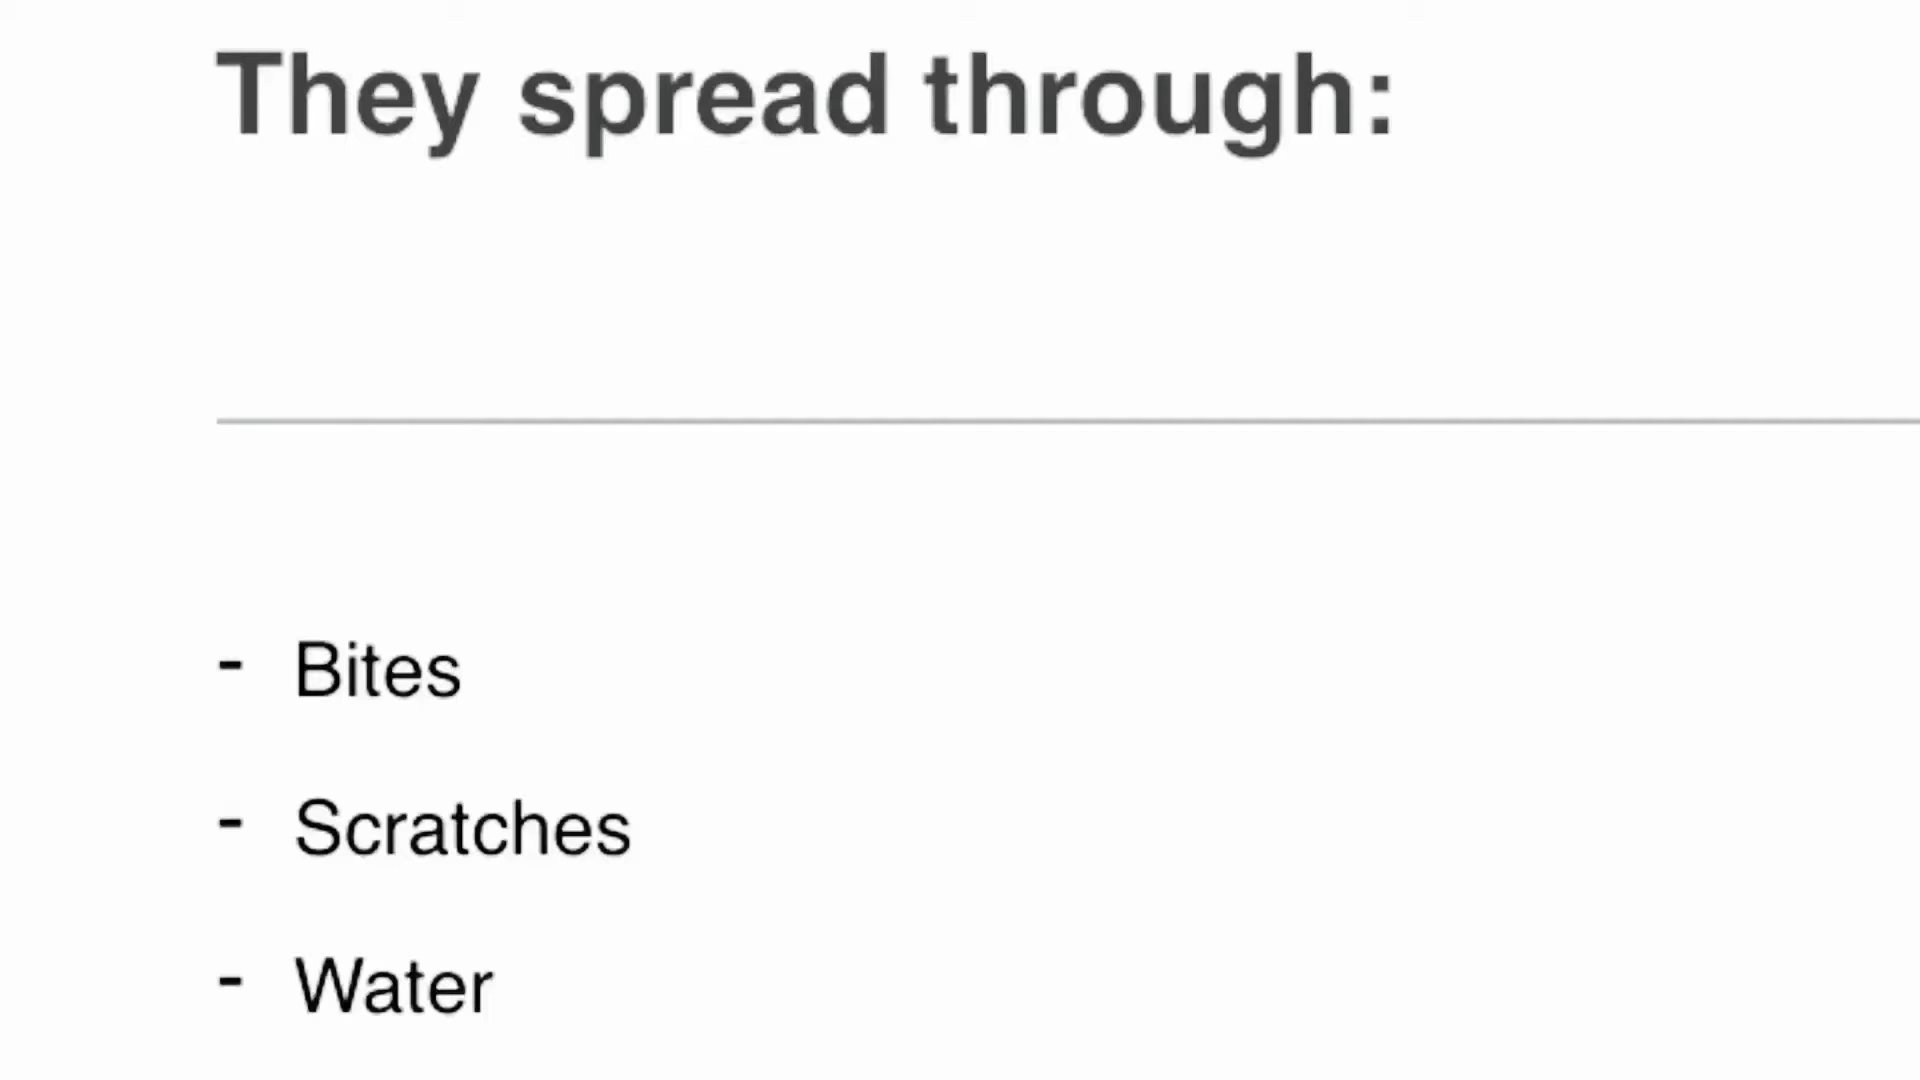 They spread through:
- Bites
- Scratches
- Water